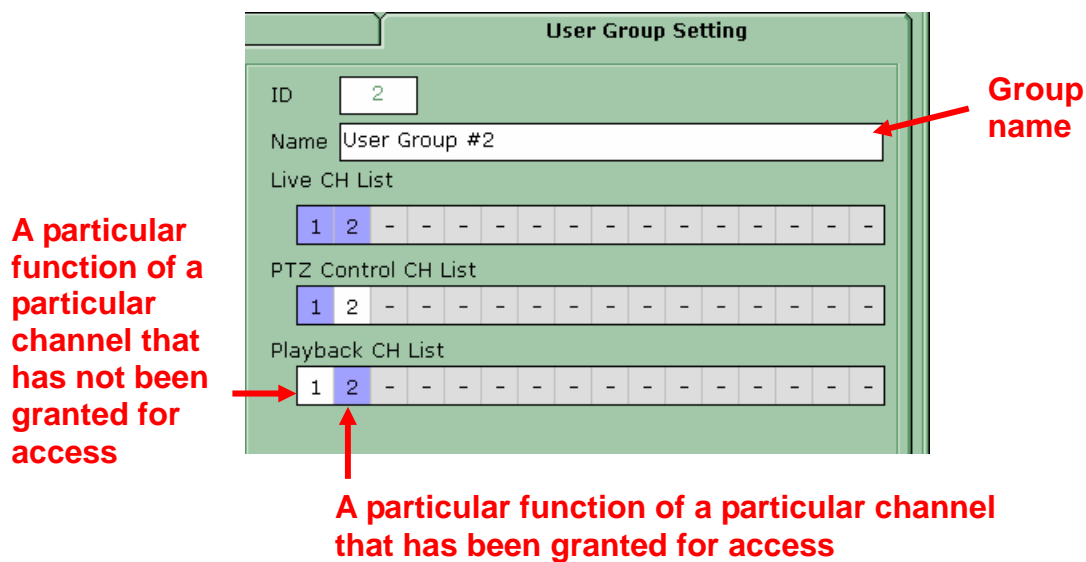 User Group Setting
ID 2
Group
name
Name User Group #2
Live CH List
1 2 - - - - - - - - - - - - - -
A particular
function of a
particular
channel that
has not been
granted for
access
PTZ Control CH List
1 2 - - - - - - - - - - - - - -
Playback CH List
1 2 - - - - - - - - - - - - - -
A particular function of a particular channel
that has been granted for access